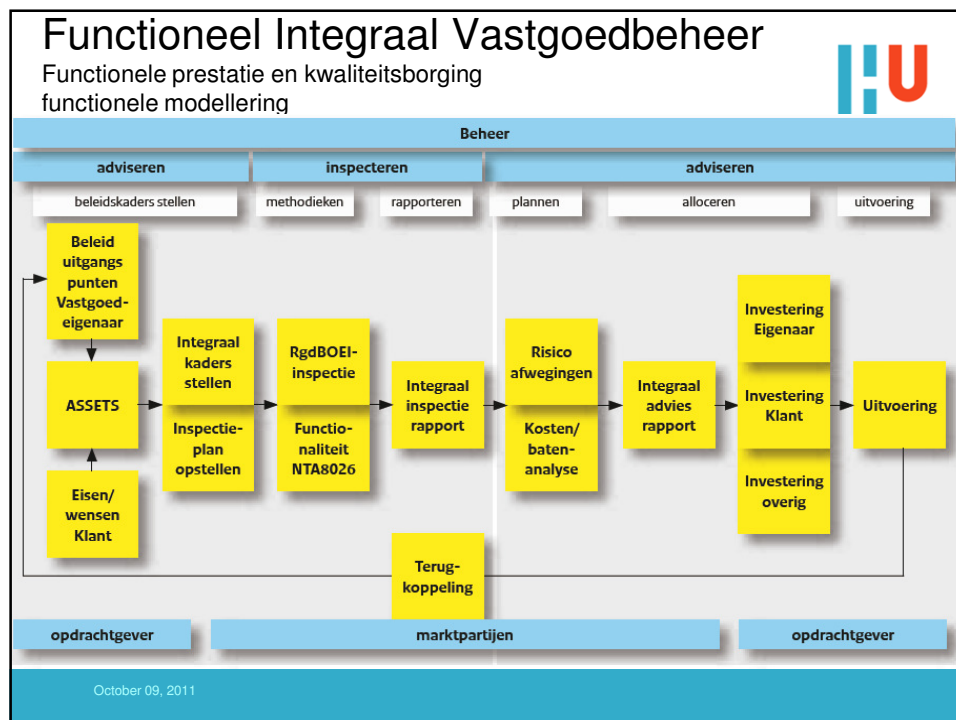 Functioneel Integraal Vastgoedbeheer
Functionele prestatie en kwaliteitsborging
functionele modellering
HU
Beheer
adviseren
inspecteren
adviseren
beleidskaders stellen
methodieken
rapporteren
plannen
alloceren
uitvoering
Beleid
uitgangs
punten
Vastgoed-
eigenaar
ASSETS
Eisen/
wensen
Klant
Integraal
kaders
stellen
Inspectie-
plan
opstellen
RgdBOEI-
inspectie
Functio-
naliteit
NTA8026
Integraal
inspectie
rapport
Risico
afwegingen
Kosten/
baten-
analyse
Integraal
advies
rapport
Investering
Eigenaar
Investering
Klant
Investering
overig
Uitvoering
Terug-
koppeling
opdrachtgever
marktpartijen
opdrachtgever
October 09, 2011